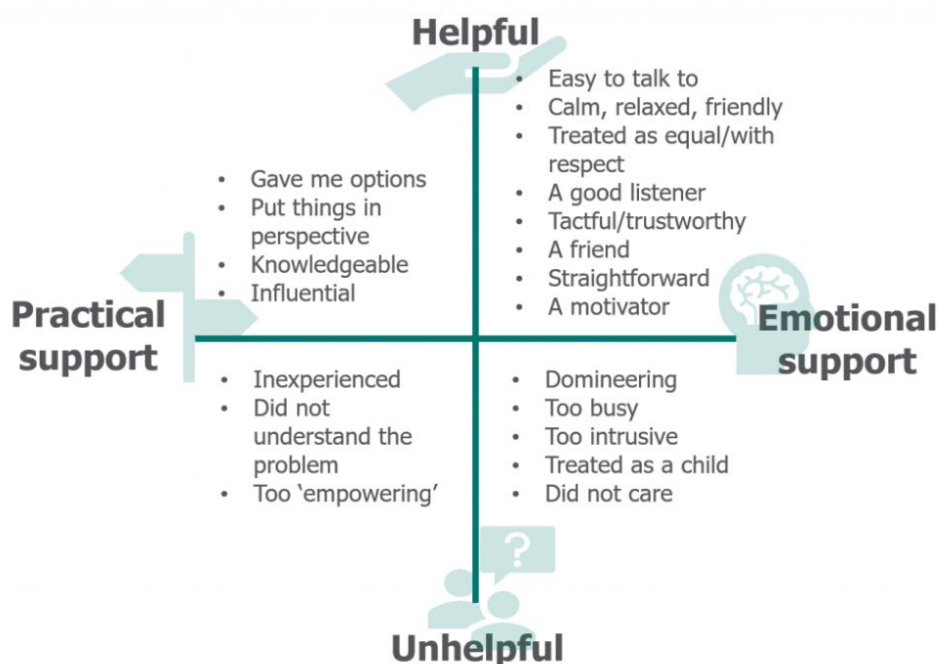 Helpful
• Easy to talk to
• Calm, relaxed, friendly
• Treated as equal/with
respect
• A good listener
• Tactful/trustworthy
• A friend
• Straightforward
• A motivator
• Gave me options
• Put things in
perspective
• Knowledgeable
• Influential
Practical
support
Emotional
support
• Inexperienced
• Did not
understand the
problem
• Too ‘empowering’
• Domineering
• Too busy
• Too intrusive
• Treated as a child
• Did not care
?
Unhelpful